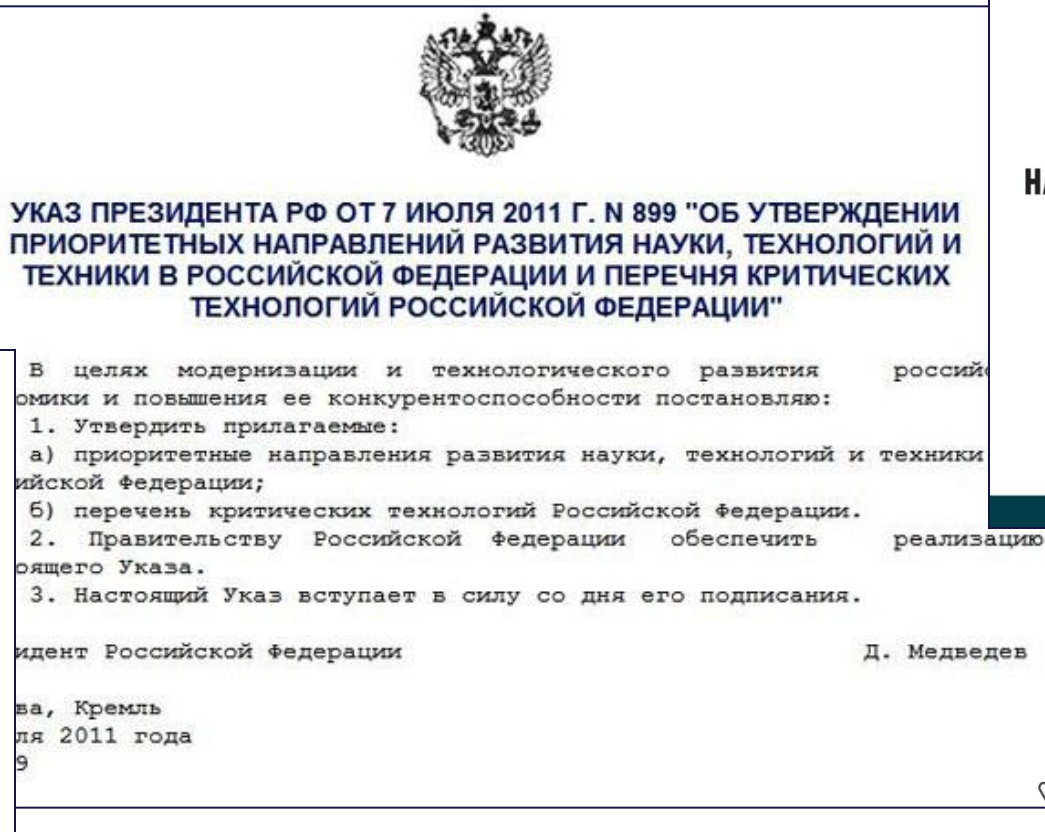 УКАЗ ПРЕЗИДЕНТА РФ ОТ 7 ИЮЛЯ 2011 Г. N 899 "ОБ УТВЕРЖДЕНИИ
ПРИОРИТЕТНЫХ НАПРАВЛЕНИЙ РАЗВИТИЯ НАУКИ, ТЕХНОЛОГИЙ И
ТЕХНИКИ В РОССИЙСКОЙ ФЕДЕРАЦИИ И ПЕРЕЧНЯ КРИТИЧЕСКИХ
ТЕХНОЛОГИЙ РОССИЙСКОЙ ФЕДЕРАЦИИ"
В целях модернизации и технологического развития россий
омики и повышения ее конкурентоспособности постановляю:
1. Утвердить прилагаемые:
а) приоритетные направления развития науки, технологий и техники
ийской Федерации;
б) перечень критических технологий Российской Федерации.
2. Правительству Российской Федерации обеспечить реализацию
оящего Указа.
3. Настоящий Указ вступает в силу со дня его подписания.
идент Российской Федерации Д. Медведев
ва, Кремль
ля 2011 года
9